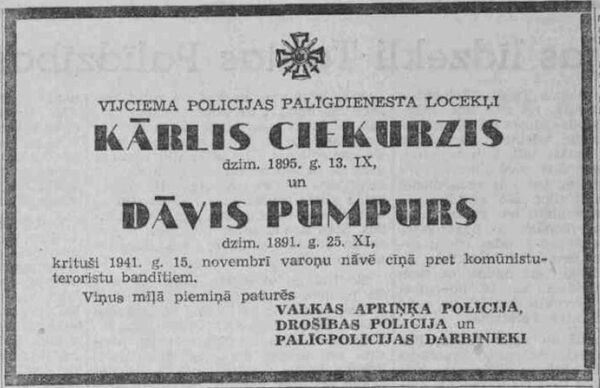 VIJCIEMA POLICIJAS PALĪGDIENESTA LOCEKĻI
KĀRLIS CIEKURZIS
dzim. 1895. g. 13. IX,
un
DĀVIS PUMPURS
dzim. 1891. g. 25. XI,
krituši 1941. g. 15. novembrī varoņu nāvē cīņā pret komūnistu-
teroristu bandītiem.
Viņus mīļā piemiņā paturēs
VALKAS APRIŅĶA POLICIJA,
DROŠĪBAS POLICIJA un
PALĪGPOLICIJAS DARBINIEKI